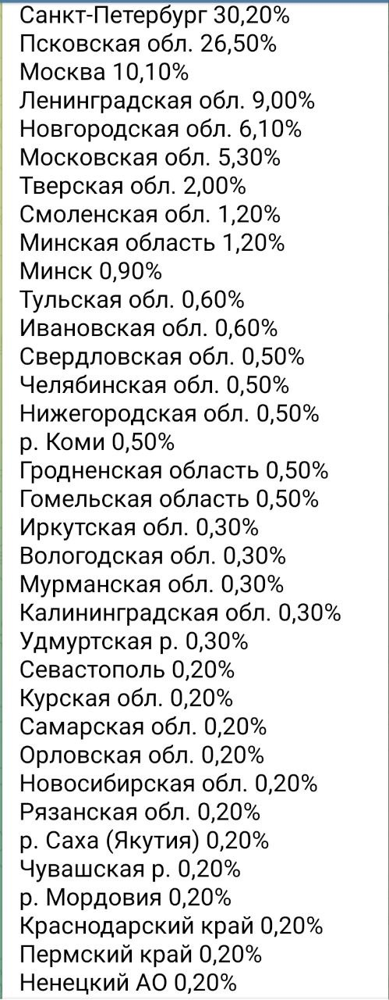 Санкт-Петербург 30,20%
Псковская обл. 26,50%
Москва 10,10%
Ленинградская обл. 9,00%
Новгородская обл. 6,10%
Московская обл. 5,30%
Тверская обл. 2,00%
Смоленская обл. 1,20%
Минская область 1,20%
Минск 0,90%
Тульская обл. 0,60%
Ивановская обл. 0,60%
Свердловская обл. 0,50%
Челябинская обл. 0,50%
Нижегородская обл. 0,50%
р. Коми 0,50%
Гродненская область 0,50%
Гомельская область 0,50%
Иркутская обл. 0,30%
Вологодская обл. 0,30%
Мурманская обл. 0,30%
Калининградская обл. 0,30%
Удмуртская р. 0,30%
Севастополь 0,20%
Курская обл. 0,20%
Самарская обл. 0,20%
Орловская обл. 0,20%
Новосибирская обл. 0,20%
Рязанская обл. 0,20%
р. Саха (Якутия) 0,20%
Чувашская р. 0,20%
р. Мордовия 0,20%
Краснодарский край 0,20%
Пермский край 0,20%
Ненецкий АО 0,20%